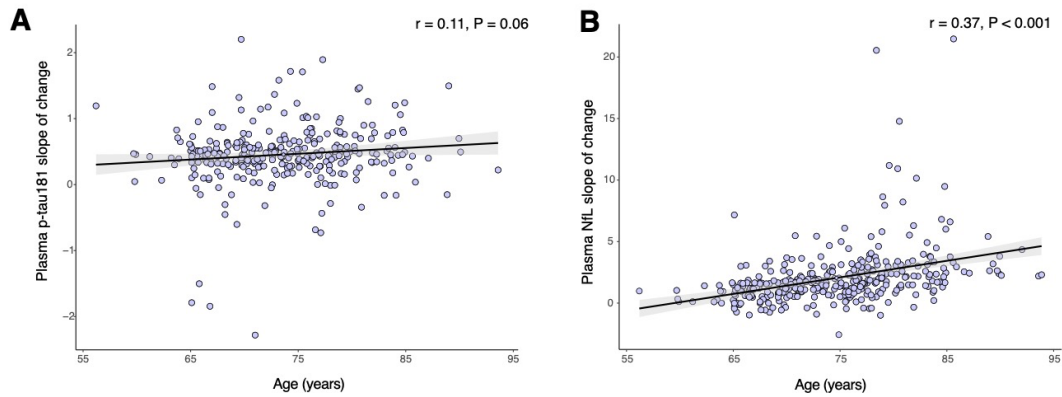 A
r = 0.11, P = 0.06
Plasma p-tau181 slope of change
2
1
0
−1
−2
55 65 75 85 95
Age (years)
B
r = 0.37, P < 0.001
Plasma NfL slope of change
20
15
10
5
0
55 65 75 85 95
Age (years)